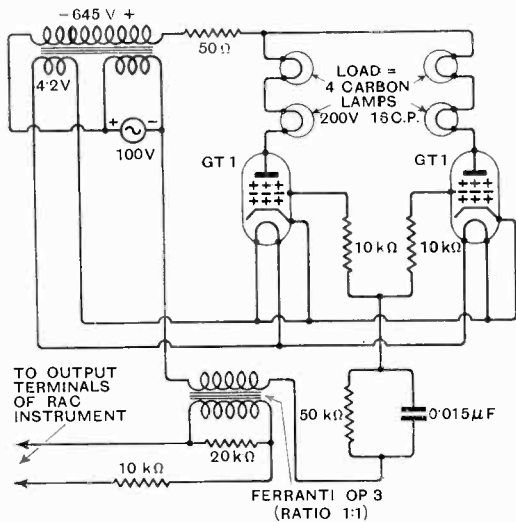 – 645 V +
50 Ω
4·2V
+ –
100V
LOAD =
4 CARBON
LAMPS
200V 16 C.P.
GT 1
GT 1
10 kΩ
10 kΩ
TO OUTPUT
TERMINALS
OF RAC
INSTRUMENT
50 kΩ
0·015µF
20 kΩ
10 kΩ
FERRANTI OP 3
(RATIO 1:1)